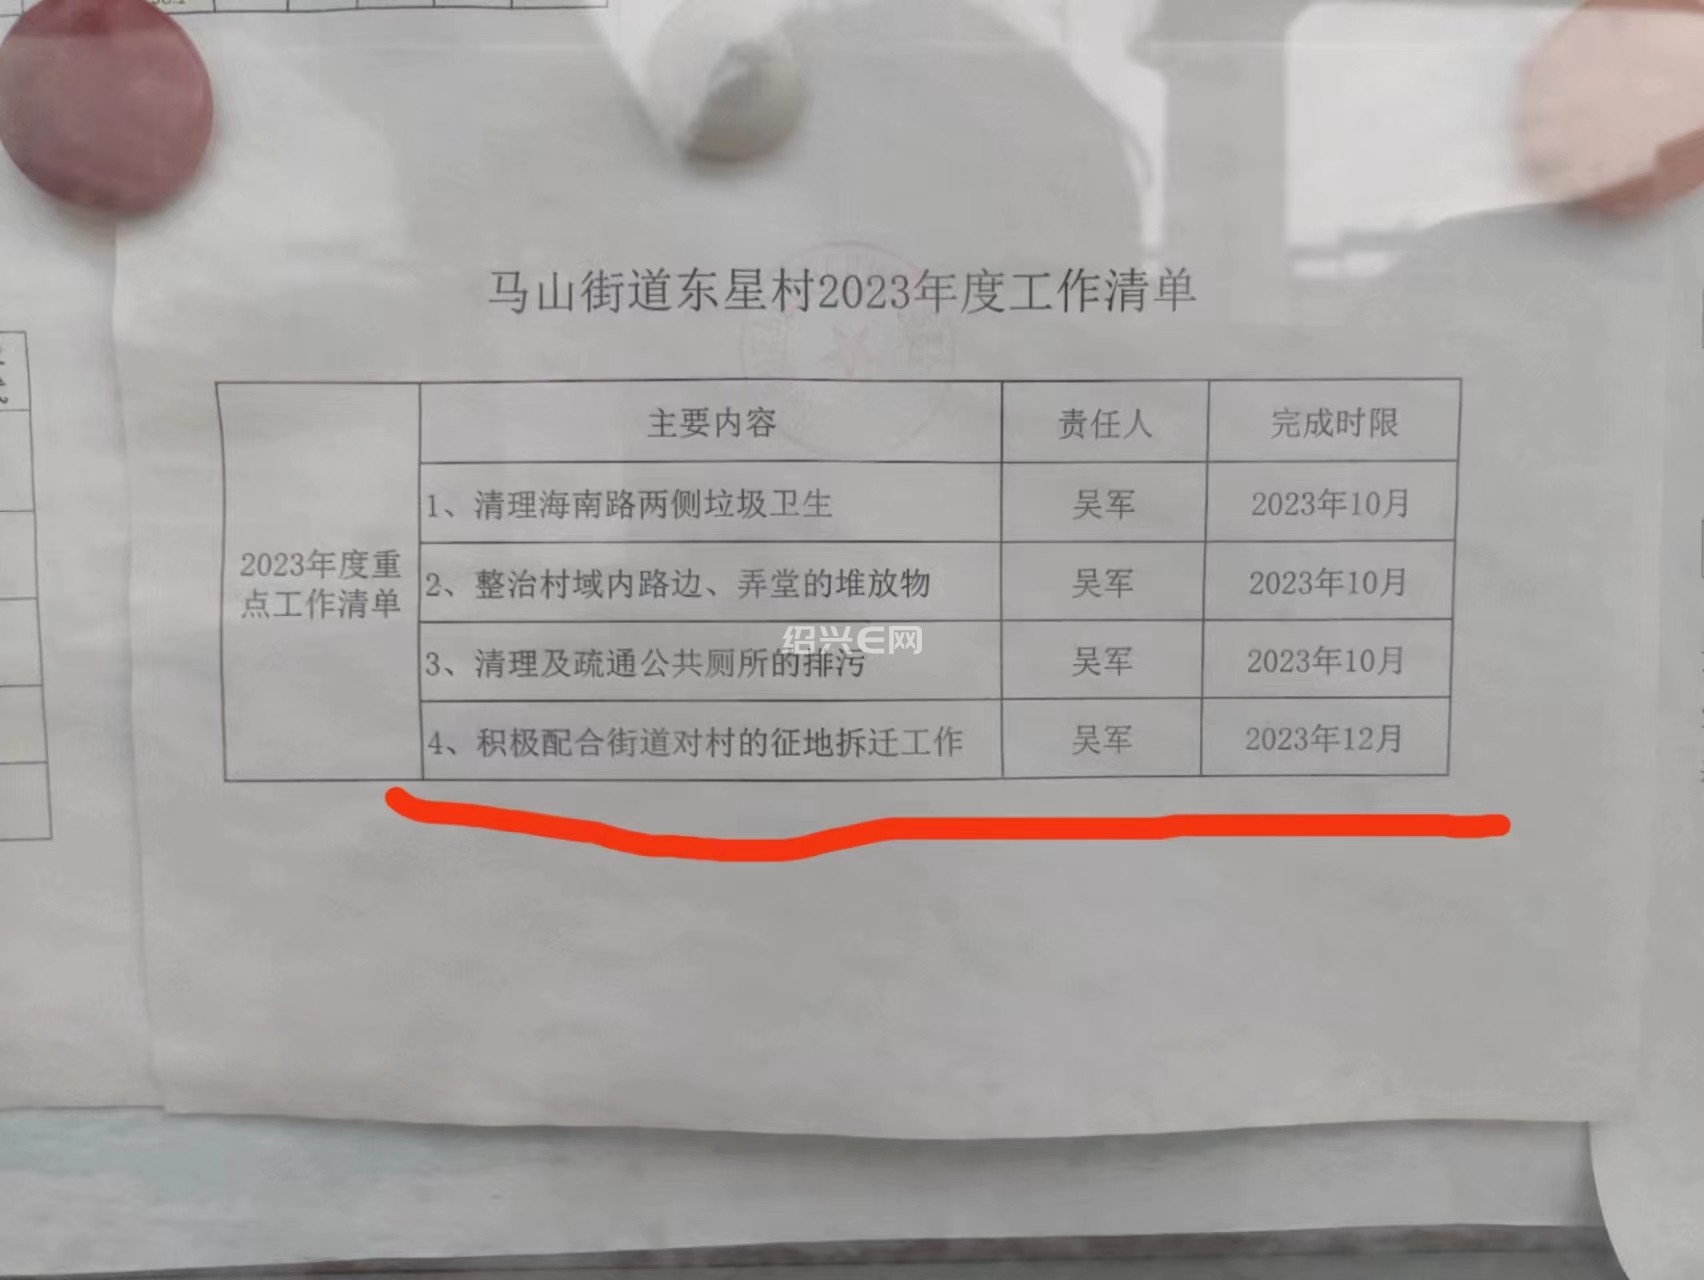 马山街道东星村2023年度工作清单
2023年度重
点工作清单
主要内容 责任人 完成时限
1、清理海南路两侧垃圾卫生 吴军 2023年10月
2、整治村域内路边、弄堂的堆放物 吴军 2023年10月
绍兴E网
3、清理及疏通公共厕所的排污 吴军 2023年10月
4、积极配合街道对村的征地拆迁工作 吴军 2023年12月